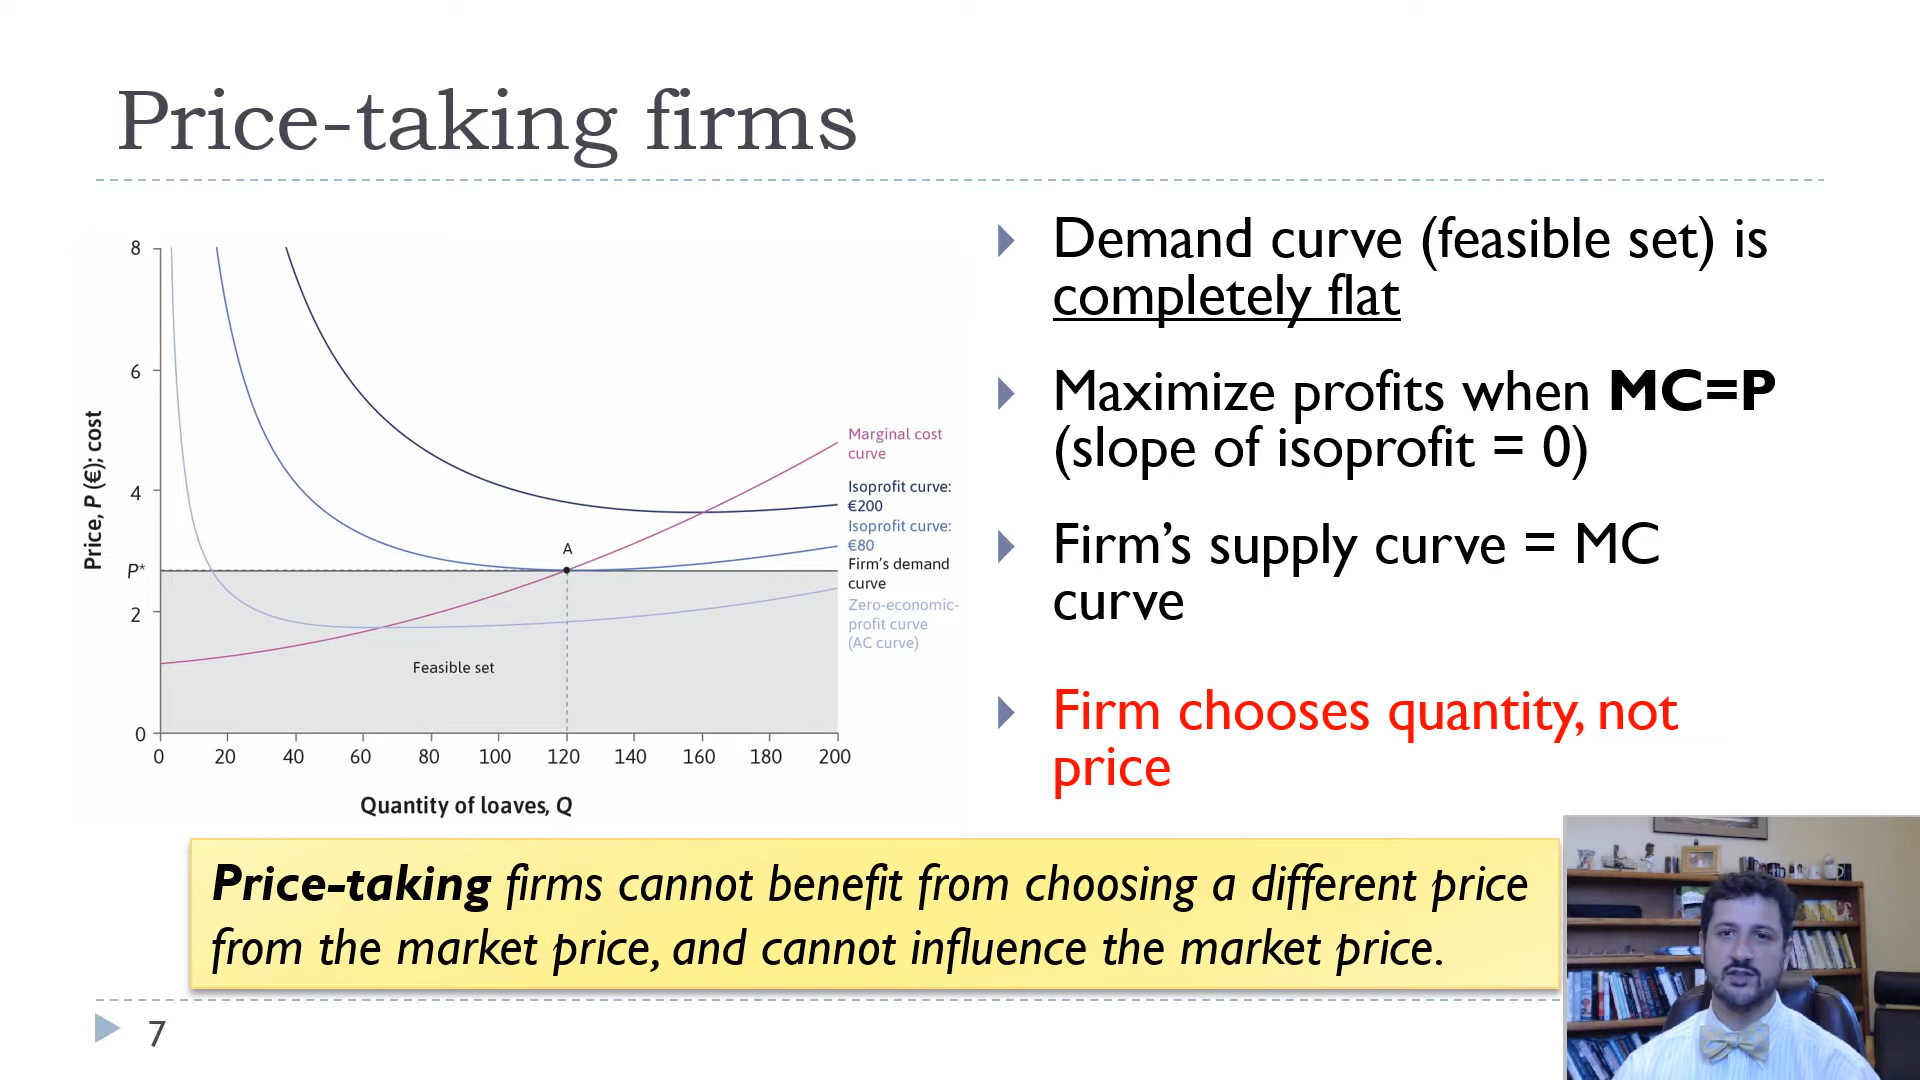 Price-taking firms
8
6
4
P*
2
0
Price, P (€); cost
0 20 40 60 80 100 120 140 160 180 200
Quantity of loaves, Q
A
Feasible set
Marginal cost
curve
Isoprofit curve:
€200
Isoprofit curve:
€80
Firm's demand
curve
Zero-economic-
profit curve
(AC curve)
Demand curve (feasible set) is
completely flat
Maximize profits when MC=P
(slope of isoprofit = 0)
Firm's supply curve = MC
curve
Firm chooses quantity, not
price
Price-taking firms cannot benefit from choosing a different price
from the market price, and cannot influence the market price.
7